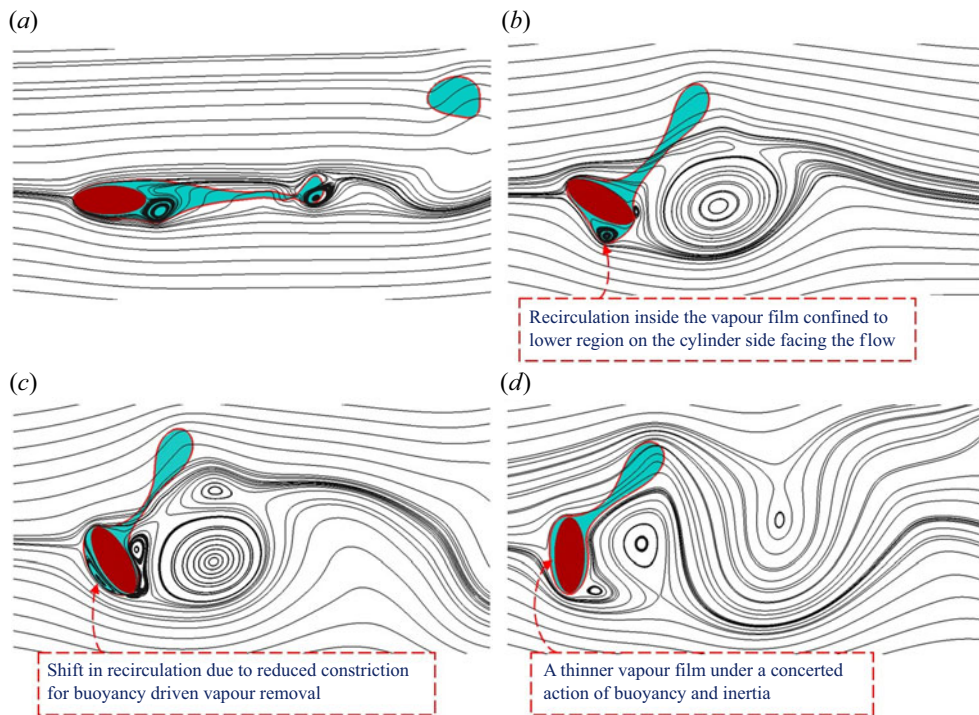 (a)
(b)
Recirculation inside the vapour film confined to
lower region on the cylinder side facing the flow
(c)
(d)
Shift in recirculation due to reduced constriction
for buoyancy driven vapour removal
A thinner vapour film under a concerted
action of buoyancy and inertia